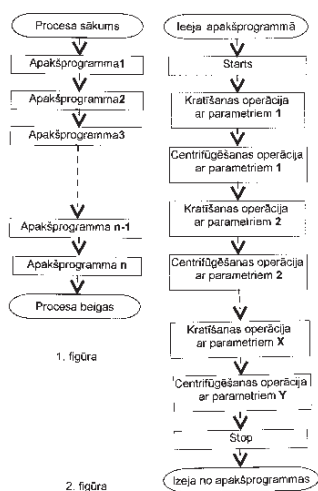 Procesa sākums
Apakšprogramma1
Apakšprogramma2
Apakšprogramma3
Apakšprogramma n-1
Apakšprogramma n
Procesa beigas
1. figūra
Ieeja apakšprogrammā
Starts
Kratīšanas operācija
ar parametriem 1
Centrifūgēšanas operācija
ar parametriem 1
Kratīšanas operācija
ar parametriem 2
Centrifūgēšanas operācija
ar parametriem 2
Kratīšanas operācija
ar parametriem X
Centrifūgēšanas operācija
ar parametriem Y
Stop
Izeja no apakšprogrammas
2. figūra